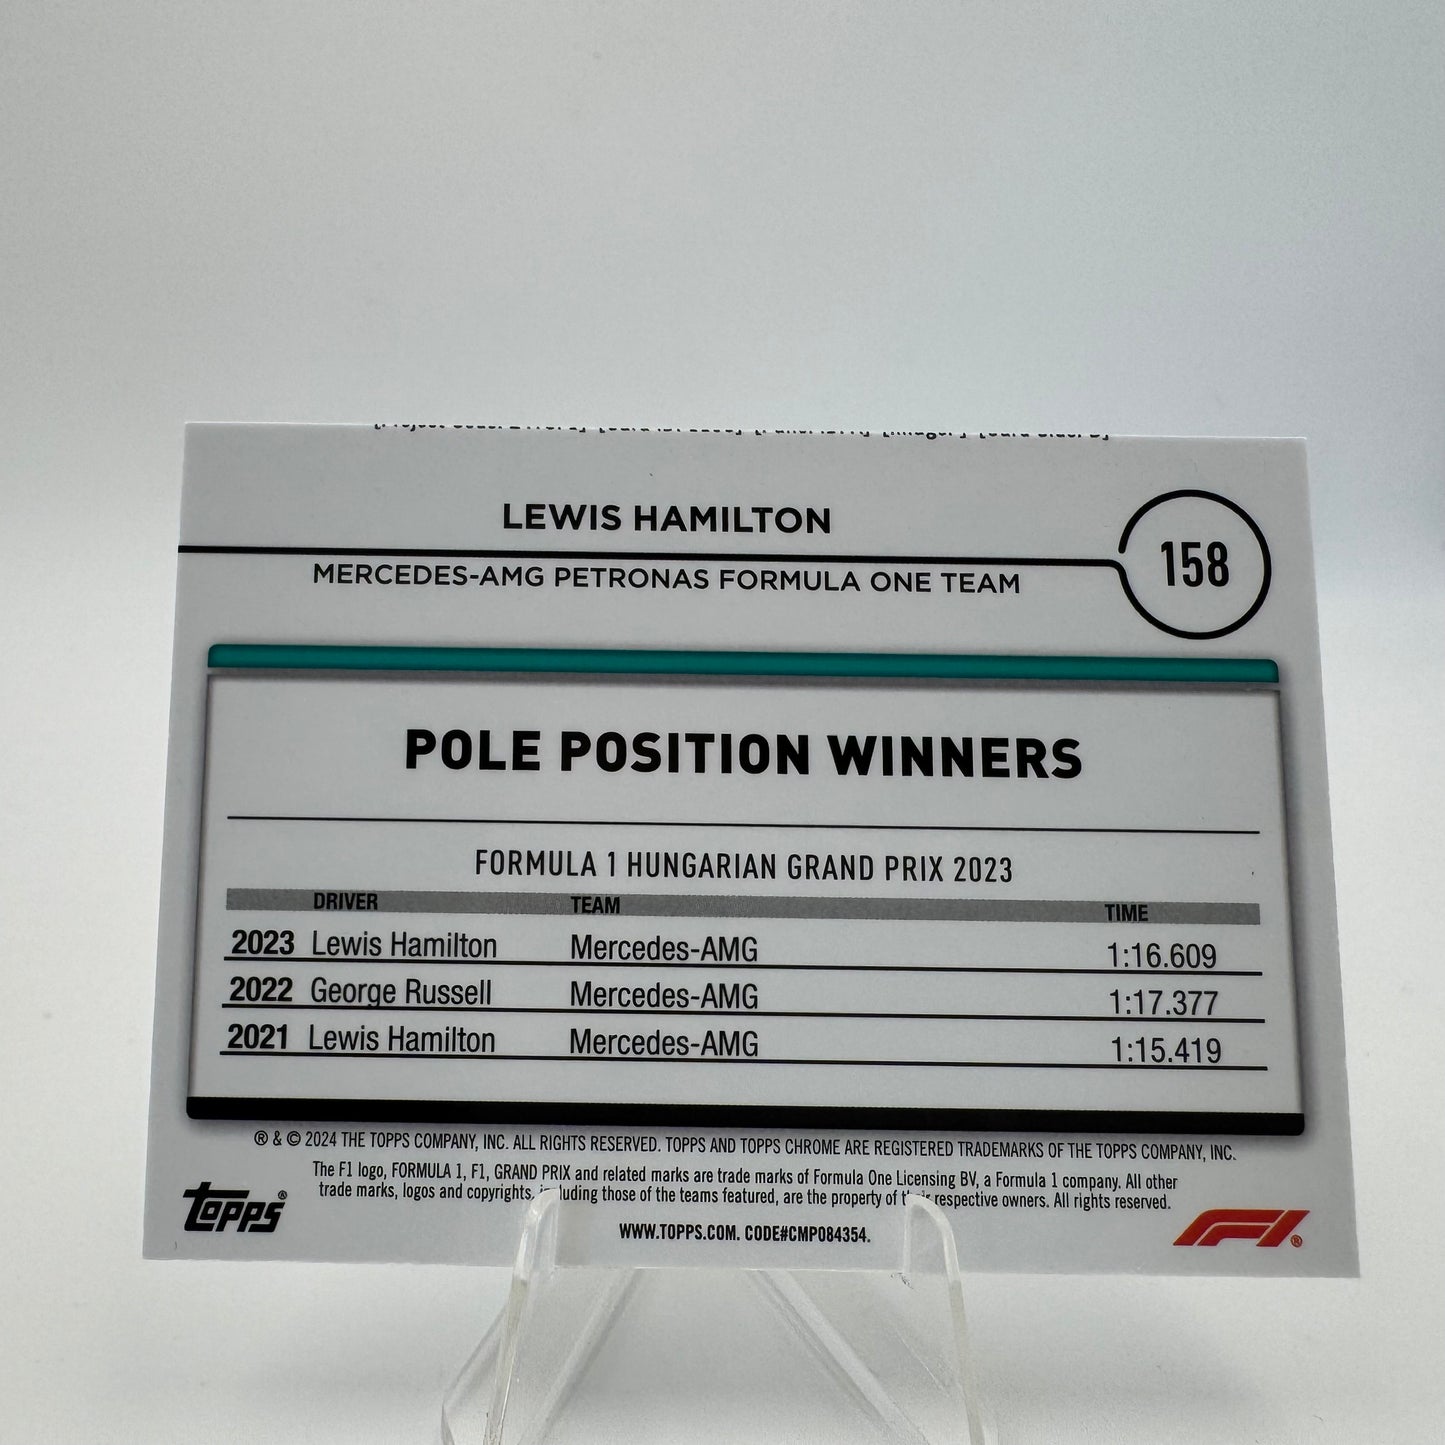 LEWIS HAMILTON
158
MERCEDES-AMG PETRONAS FORMULA ONE TEAM
POLE POSITION WINNERS
FORMULA 1 HUNGARIAN GRAND PRIX 2023
DRIVER TEAM TIME
2023 Lewis Hamilton Mercedes-AMG 1:16.609
2022 George Russell Mercedes-AMG 1:17.377
2021 Lewis Hamilton Mercedes-AMG 1:15.419
® & © 2024 THE TOPPS COMPANY, INC. ALL RIGHTS RESERVED. TOPPS AND TOPPS CHROME ARE REGISTERED TRADEMARKS OF THE TOPPS COMPANY, INC.
The F1 logo, FORMULA 1, F1, GRAND PRIX and related marks are trade marks of Formula One Licensing BV, a Formula 1 company. All other
trade marks, logos and copyrights, including those of the teams featured, are the property of their respective owners. All rights reserved.
topps®
WWW.TOPPS.COM. CODE#CMP084354.
F1®